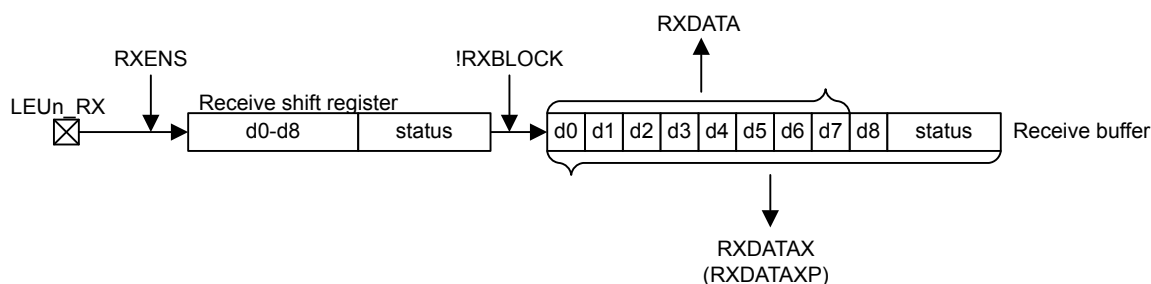 RXDATA
RXENS
!RXBLOCK
LEUn_RX
Receive shift register
d0-d8 status
d0 d1 d2 d3 d4 d5 d6 d7 d8 status
Receive buffer
RXDATAX
(RXDATAXP)